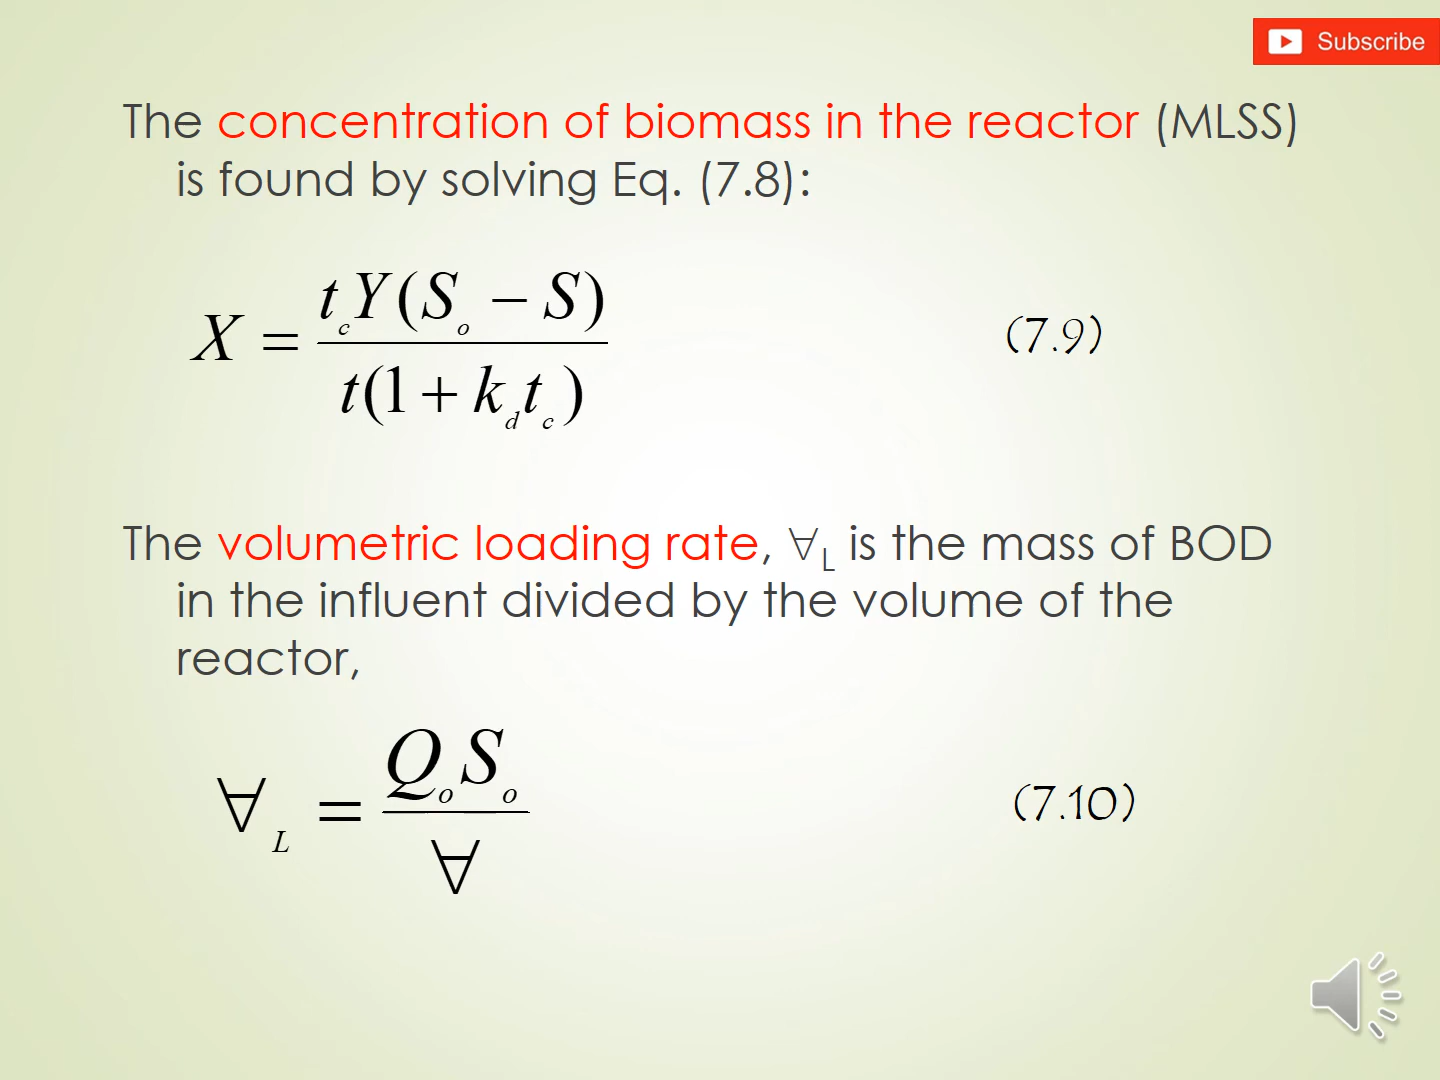 Subscribe
The concentration of biomass in the reactor (MLSS)
is found by solving Eq. (7.8):
X = t_c Y(S_o − S) / t(1 + k_d t_c) (7.9)
The volumetric loading rate, ∀_L is the mass of BOD
in the influent divided by the volume of the
reactor,
∀_L = Q_o S_o / ∀ (7.10)